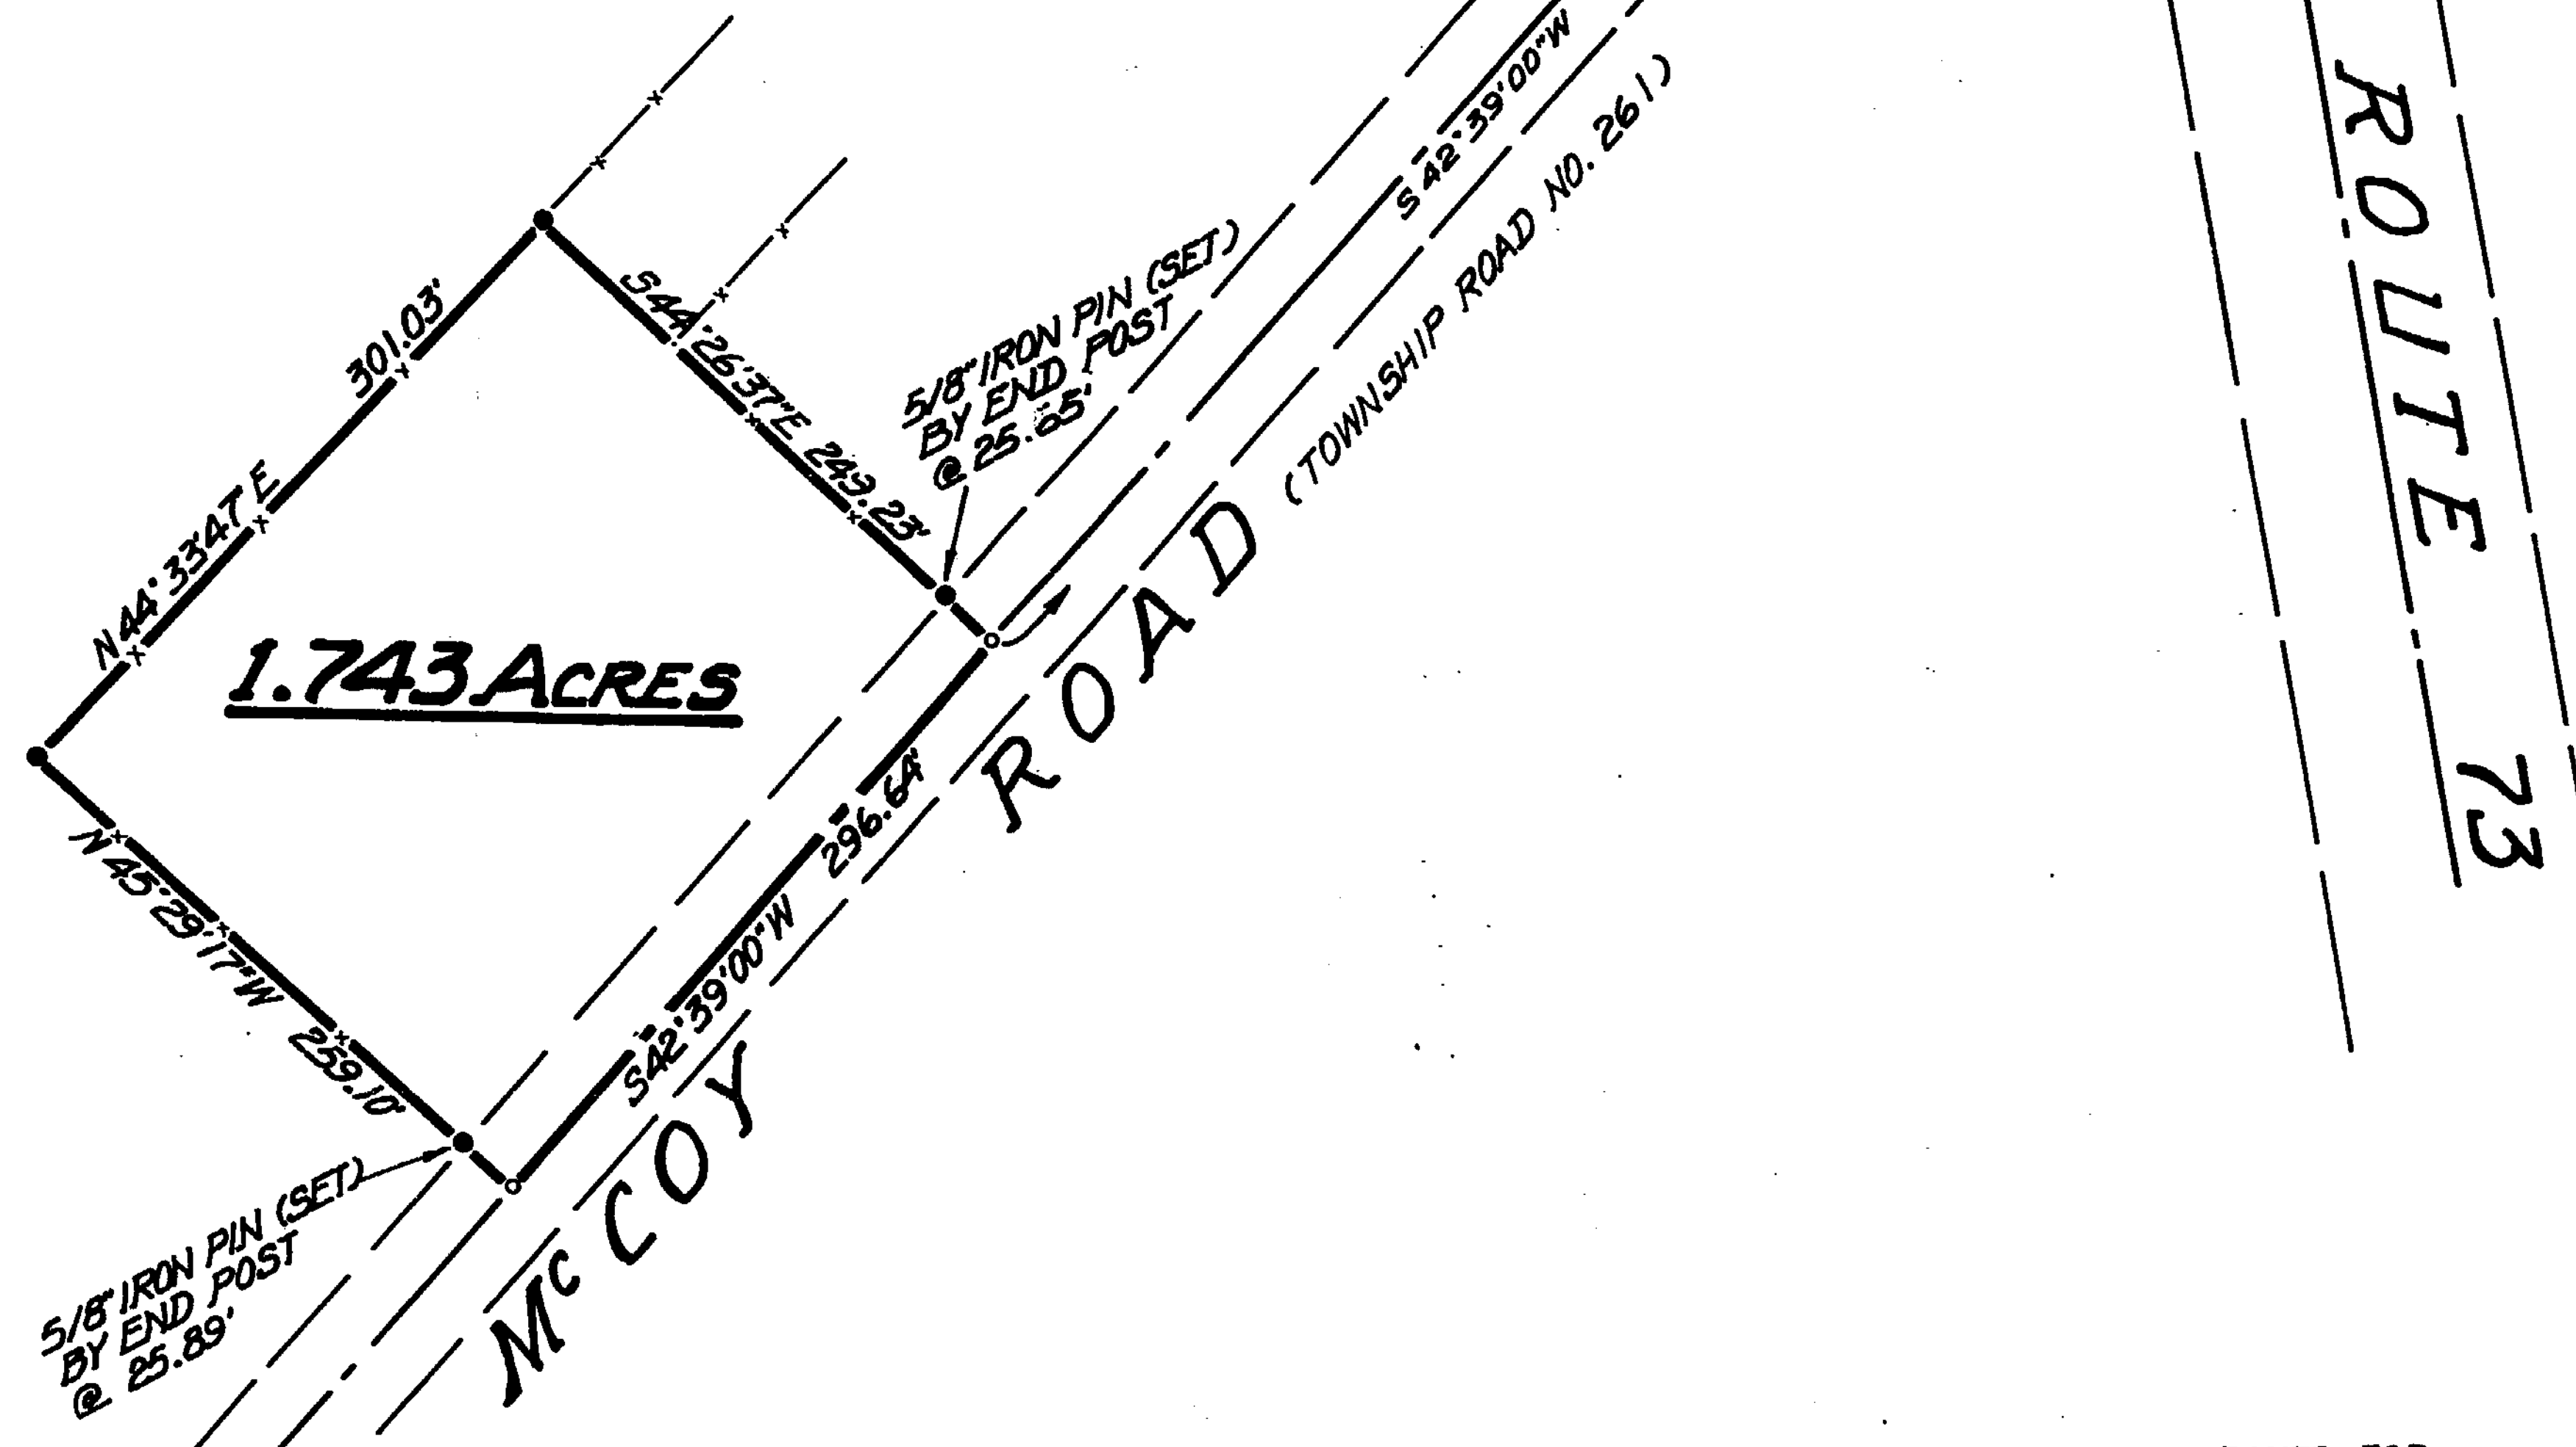 S 42°39'00"W
ROUTE 73
301.03'
S44°26'37"E 249.23'
5/8" IRON PIN (SET)
BY END POST
@ 25.65'
(TOWNSHIP ROAD NO. 261)
N44°33'47"E
1.743 ACRES
MᶜCOY ROAD
S42°39'00"W 296.64'
N45°29'17"W 259.10'
5/8" IRON PIN (SET)
BY END POST
@ 25.89'